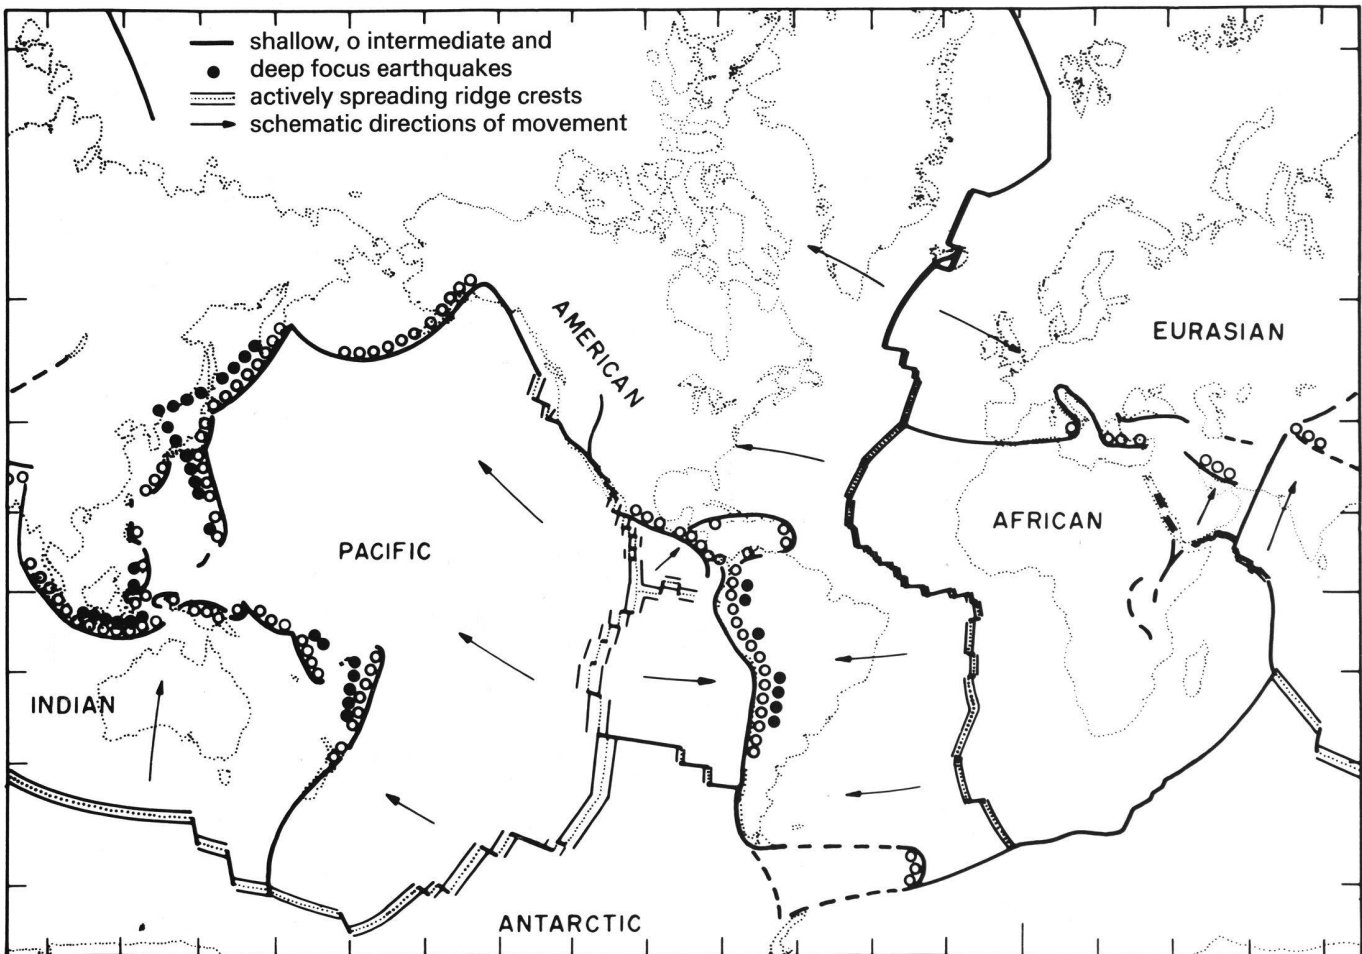 shallow, o intermediate and
deep focus earthquakes
actively spreading ridge crests
schematic directions of movement
AMERICAN
EURASIAN
PACIFIC
AFRICAN
INDIAN
ANTARCTIC